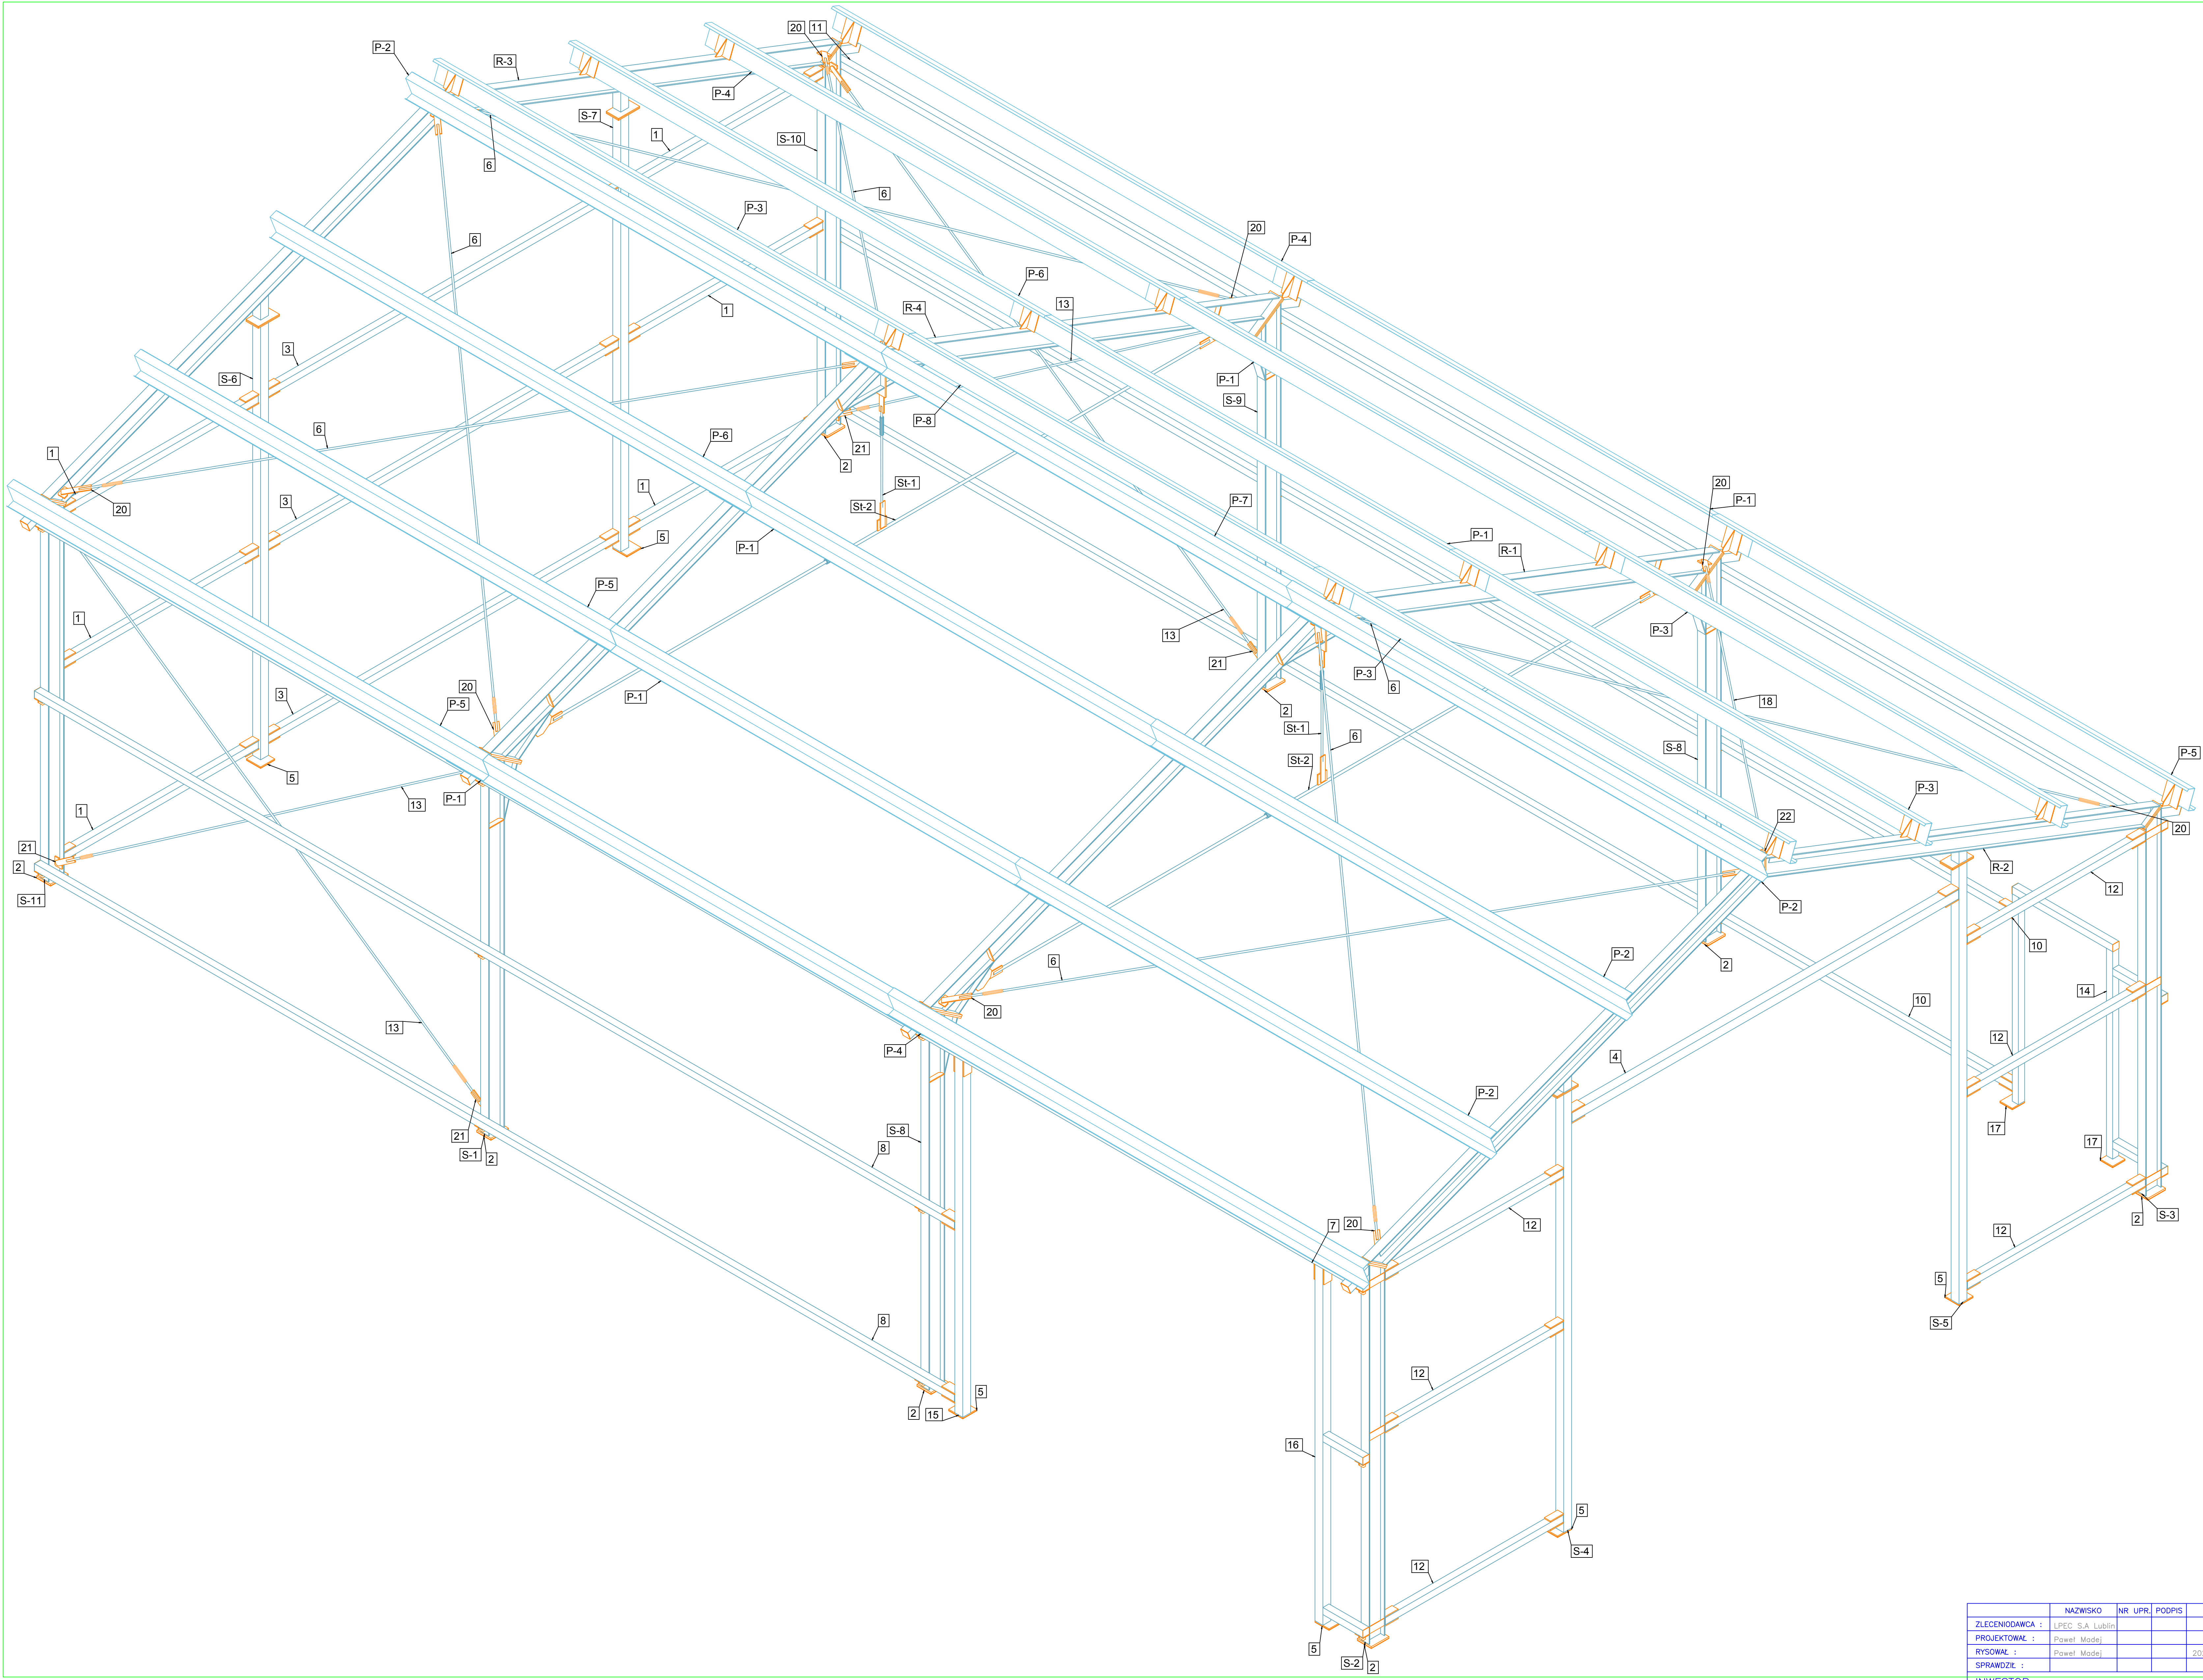 20
11
P-2
R-3
P-4
S-7
1
S-10
6
6
P-3
20
P-4
6
P-6
1
13
R-4
3
S-6
P-1
S-9
6
P-8
P-6
1
21
2
20
1
St-1
3
St-2
P-7
20
P-1
5
P-1
P-1
R-1
P-5
1
13
P-3
21
P-3
6
18
3
20
P-1
2
P-5
St-1
6
S-8
P-5
St-2
5
P-3
P-1
13
1
22
20
21
R-2
2
12
S-11
P-2
10
P-2
6
2
14
10
20
13
12
P-4
4
P-2
17
21
S-8
17
S-1
2
8
2
S-3
7
20
12
12
5
8
S-5
12
5
2
15
16
5
S-4
12
5
S-2
2
NAZWISKO NR UPR. PODPIS
ZLECENIODAWCA : LPEC S.A Lublin
PROJEKTOWAŁ : Paweł Madej
RYSOWAŁ : Paweł Madej
SPRAWDZIŁ :